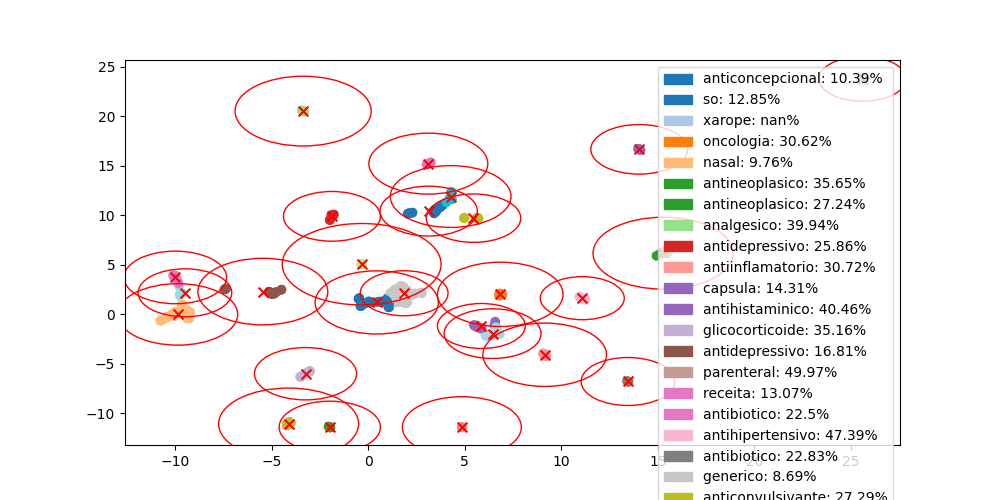 25
20
15
10
5
0
−5
−10
−10
−5
0
5
10
15
20
25
anticoncepcional: 10.39%
so: 12.85%
xarope: nan%
oncologia: 30.62%
nasal: 9.76%
antineoplasico: 35.65%
antineoplasico: 27.24%
analgesico: 39.94%
antidepressivo: 25.86%
antiinflamatorio: 30.72%
capsula: 14.31%
antihistaminico: 40.46%
glicocorticoide: 35.16%
antidepressivo: 16.81%
parenteral: 49.97%
receita: 13.07%
antibiotico: 22.5%
antihipertensivo: 47.39%
antibiotico: 22.83%
generico: 8.69%
anticonvulsivante: 27.29%